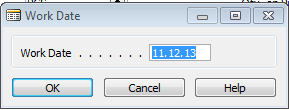 Work Date
Work Date . . . . . . . 11.12.13
OK Cancel Help